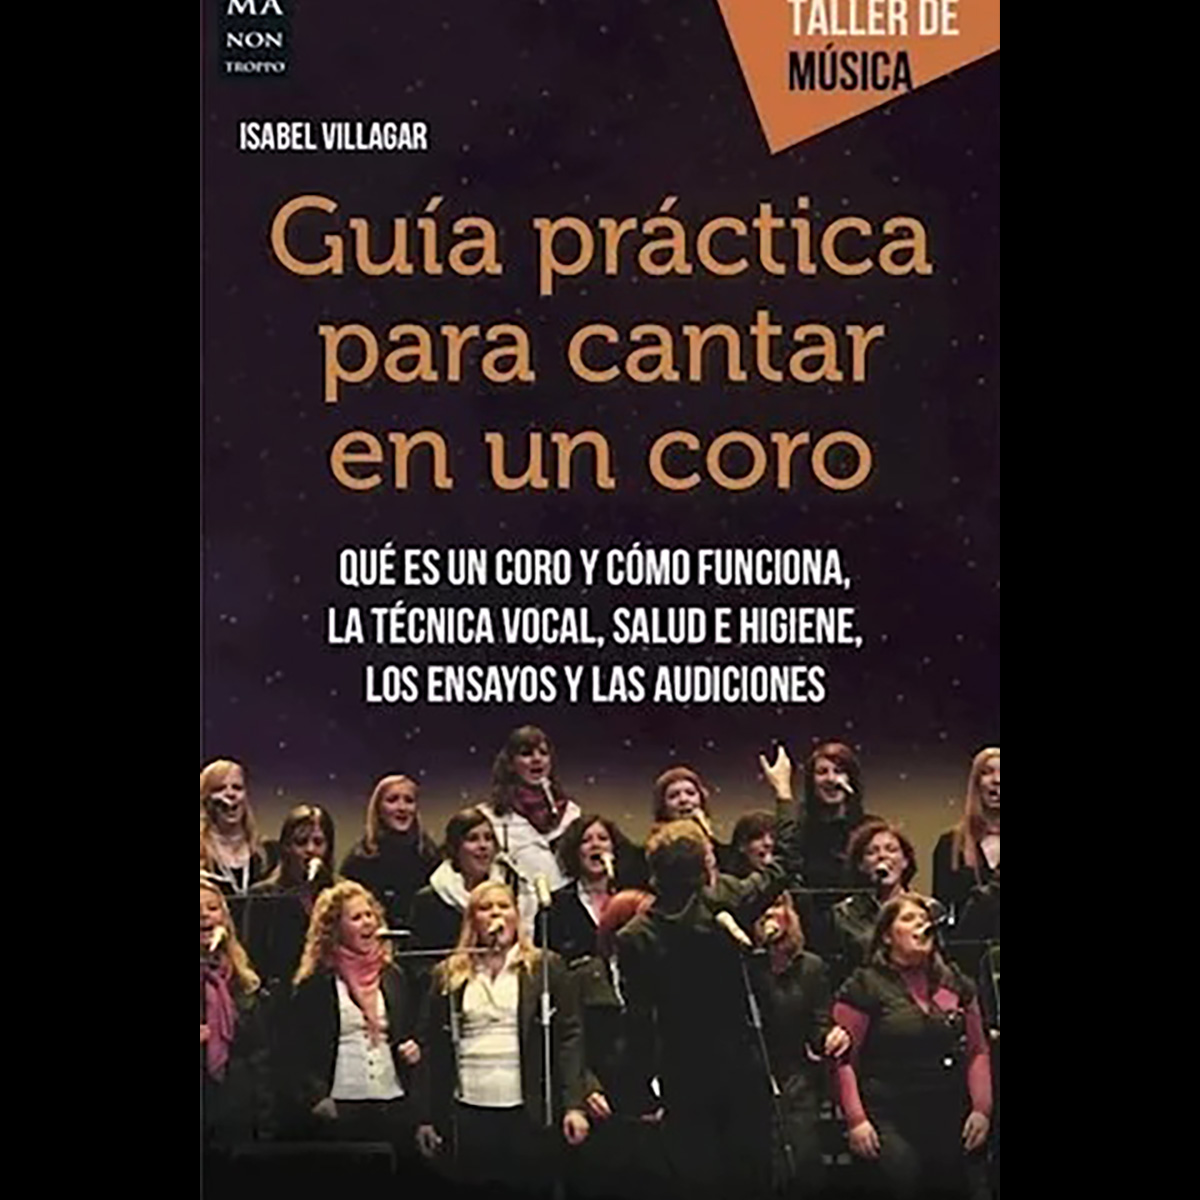 MA
NON
TROPPO
TALLER DE
MÚSICA
ISABEL VILLAGAR
Guía práctica
para cantar
en un coro
QUÉ ES UN CORO Y CÓMO FUNCIONA,
LA TÉCNICA VOCAL, SALUD E HIGIENE,
LOS ENSAYOS Y LAS AUDICIONES